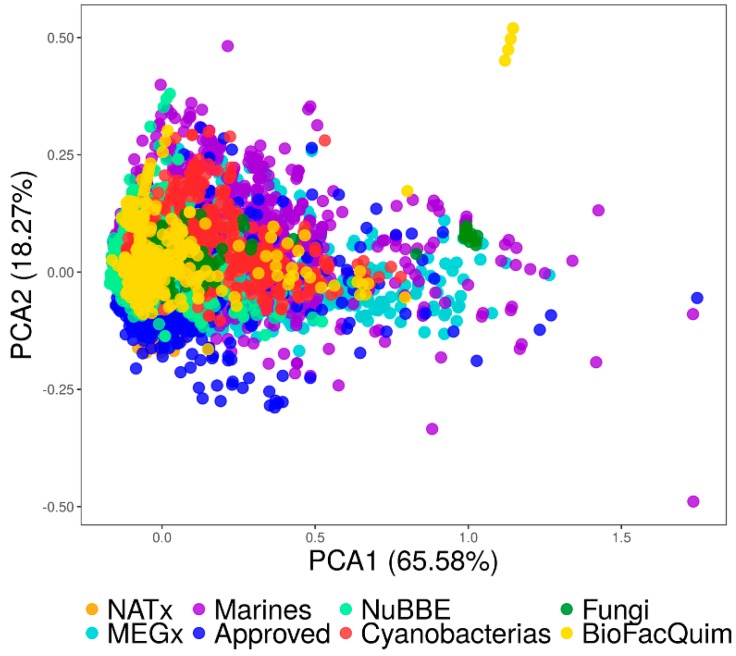 0.50
0.25
0.00
-0.25
-0.50
PCA2 (18.27%)
0.0 0.5 1.0 1.5
PCA1 (65.58%)
NATx Marines NuBBE Fungi
MEGx Approved Cyanobacterias BioFacQuim